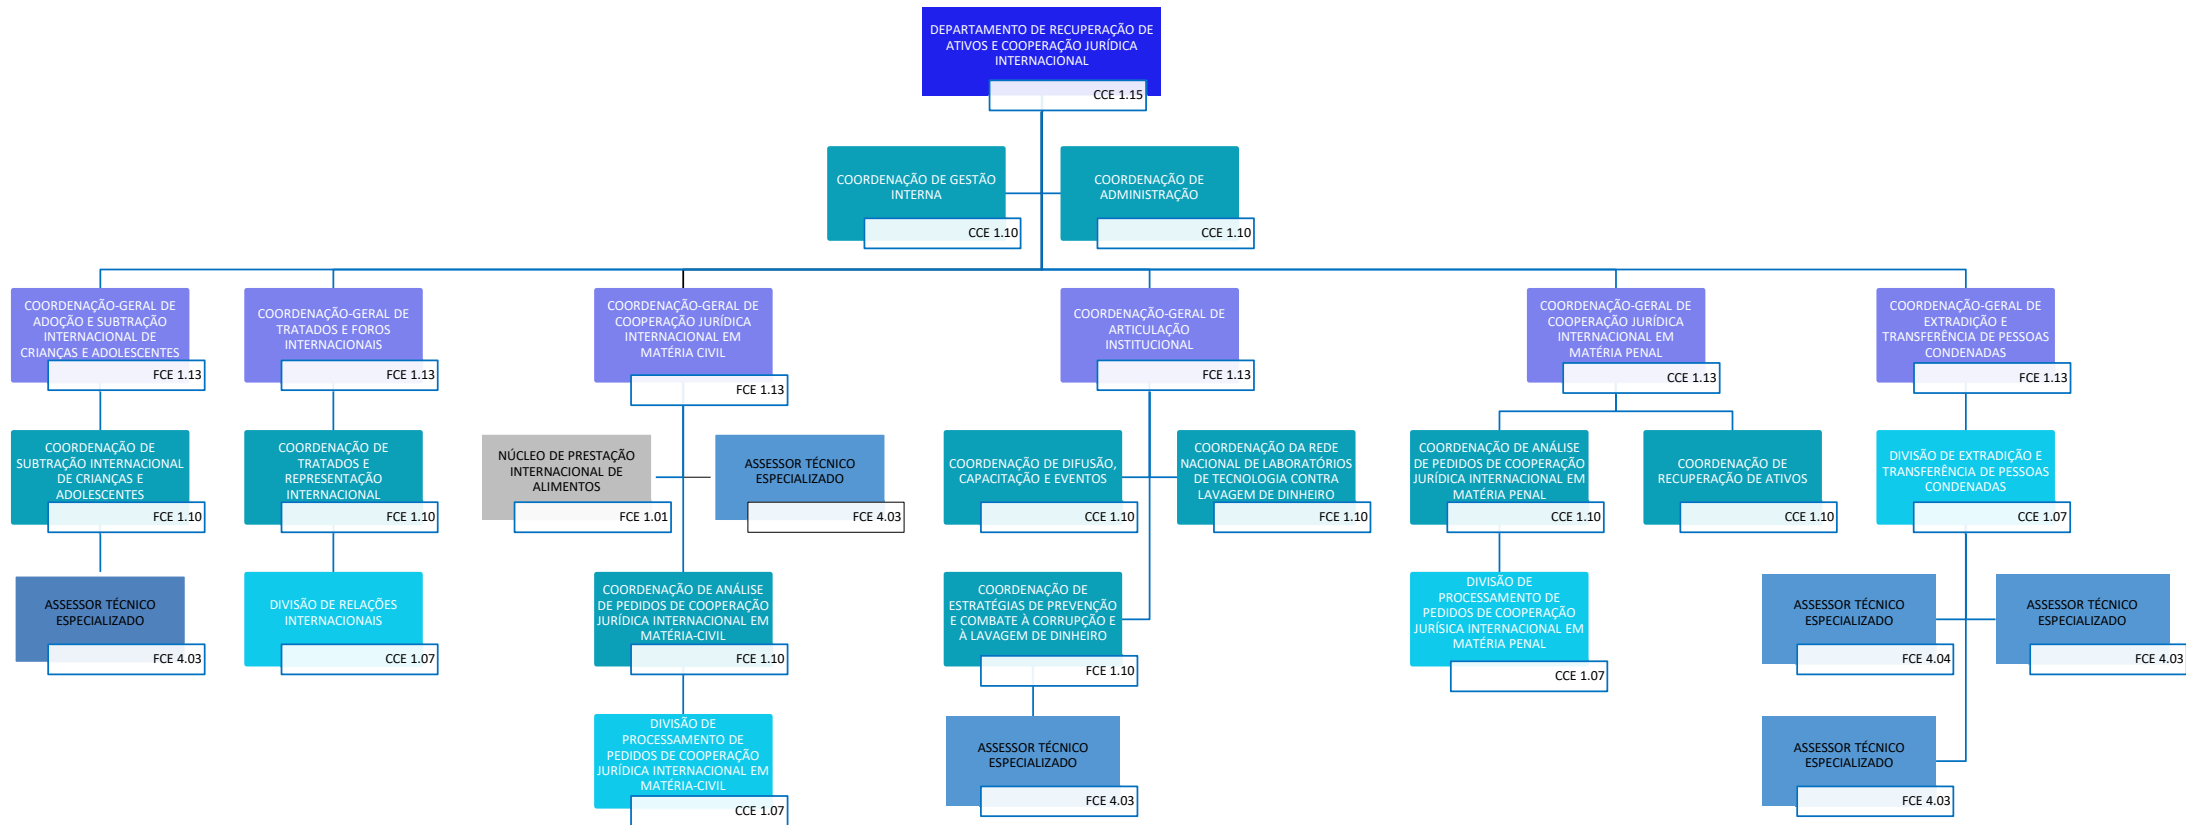 DEPARTAMENTO DE RECUPERAÇÃO DE
ATIVOS E COOPERAÇÃO JURÍDICA
INTERNACIONAL
CCE 1.15
COORDENAÇÃO DE GESTÃO
INTERNA
CCE 1.10
COORDENAÇÃO DE
ADMINISTRAÇÃO
CCE 1.10
COORDENAÇÃO-GERAL DE
ADOÇÃO E SUBTRAÇÃO
INTERNACIONAL DE
CRIANÇAS E ADOLESCENTES
FCE 1.13
COORDENAÇÃO-GERAL DE
TRATADOS E FOROS
INTERNACIONAIS
FCE 1.13
COORDENAÇÃO-GERAL DE
COOPERAÇÃO JURÍDICA
INTERNACIONAL EM
MATÉRIA CIVIL
FCE 1.13
COORDENAÇÃO-GERAL DE
ARTICULAÇÃO
INSTITUCIONAL
FCE 1.13
COORDENAÇÃO-GERAL DE
COOPERAÇÃO JURÍDICA
INTERNACIONAL EM
MATÉRIA PENAL
CCE 1.13
COORDENAÇÃO-GERAL DE
EXTRADIÇÃO E
TRANSFERÊNCIA DE PESSOAS
CONDENADAS
FCE 1.13
COORDENAÇÃO DE
SUBTRAÇÃO INTERNACIONAL
DE CRIANÇAS E
ADOLESCENTES
FCE 1.10
COORDENAÇÃO DE
TRATADOS E
REPRESENTAÇÃO
INTERNACIONAL
FCE 1.10
NÚCLEO DE PRESTAÇÃO
INTERNACIONAL DE
ALIMENTOS
FCE 1.01
ASSESSOR TÉCNICO
ESPECIALIZADO
FCE 4.03
COORDENAÇÃO DE DIFUSÃO,
CAPACITAÇÃO E EVENTOS
CCE 1.10
COORDENAÇÃO DA REDE
NACIONAL DE LABORATÓRIOS
DE TECNOLOGIA CONTRA
LAVAGEM DE DINHEIRO
FCE 1.10
COORDENAÇÃO DE ANÁLISE
DE PEDIDOS DE COOPERAÇÃO
JURÍDICA INTERNACIONAL EM
MATÉRIA PENAL
CCE 1.10
COORDENAÇÃO DE
RECUPERAÇÃO DE ATIVOS
CCE 1.10
DIVISÃO DE EXTRADIÇÃO E
TRANSFERÊNCIA DE PESSOAS
CONDENADAS
CCE 1.07
ASSESSOR TÉCNICO
ESPECIALIZADO
FCE 4.03
DIVISÃO DE RELAÇÕES
INTERNACIONAIS
CCE 1.07
COORDENAÇÃO DE ANÁLISE
DE PEDIDOS DE COOPERAÇÃO
JURÍDICA INTERNACIONAL EM
MATÉRIA-CIVIL
FCE 1.10
COORDENAÇÃO DE
ESTRATÉGIAS DE PREVENÇÃO
E COMBATE À CORRUPÇÃO E
À LAVAGEM DE DINHEIRO
FCE 1.10
DIVISÃO DE
PROCESSAMENTO DE
PEDIDOS DE COOPERAÇÃO
JURÍSICA INTERNACIONAL EM
MATÉRIA PENAL
CCE 1.07
ASSESSOR TÉCNICO
ESPECIALIZADO
FCE 4.04
ASSESSOR TÉCNICO
ESPECIALIZADO
FCE 4.03
DIVISÃO DE
PROCESSAMENTO DE
PEDIDOS DE COOPERAÇÃO
JURÍDICA INTERNACIONAL EM
MATÉRIA-CIVIL
CCE 1.07
ASSESSOR TÉCNICO
ESPECIALIZADO
FCE 4.03
ASSESSOR TÉCNICO
ESPECIALIZADO
FCE 4.03